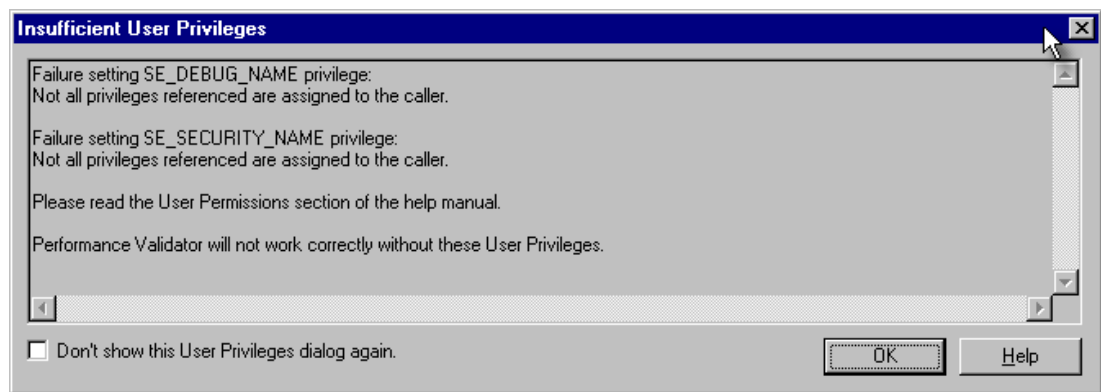 Insufficient User Privileges
Failure setting SE_DEBUG_NAME privilege:
Not all privileges referenced are assigned to the caller.
Failure setting SE_SECURITY_NAME privilege:
Not all privileges referenced are assigned to the caller.
Please read the User Permissions section of the help manual.
Performance Validator will not work correctly without these User Privileges.
Don't show this User Privileges dialog again.
OK
Help